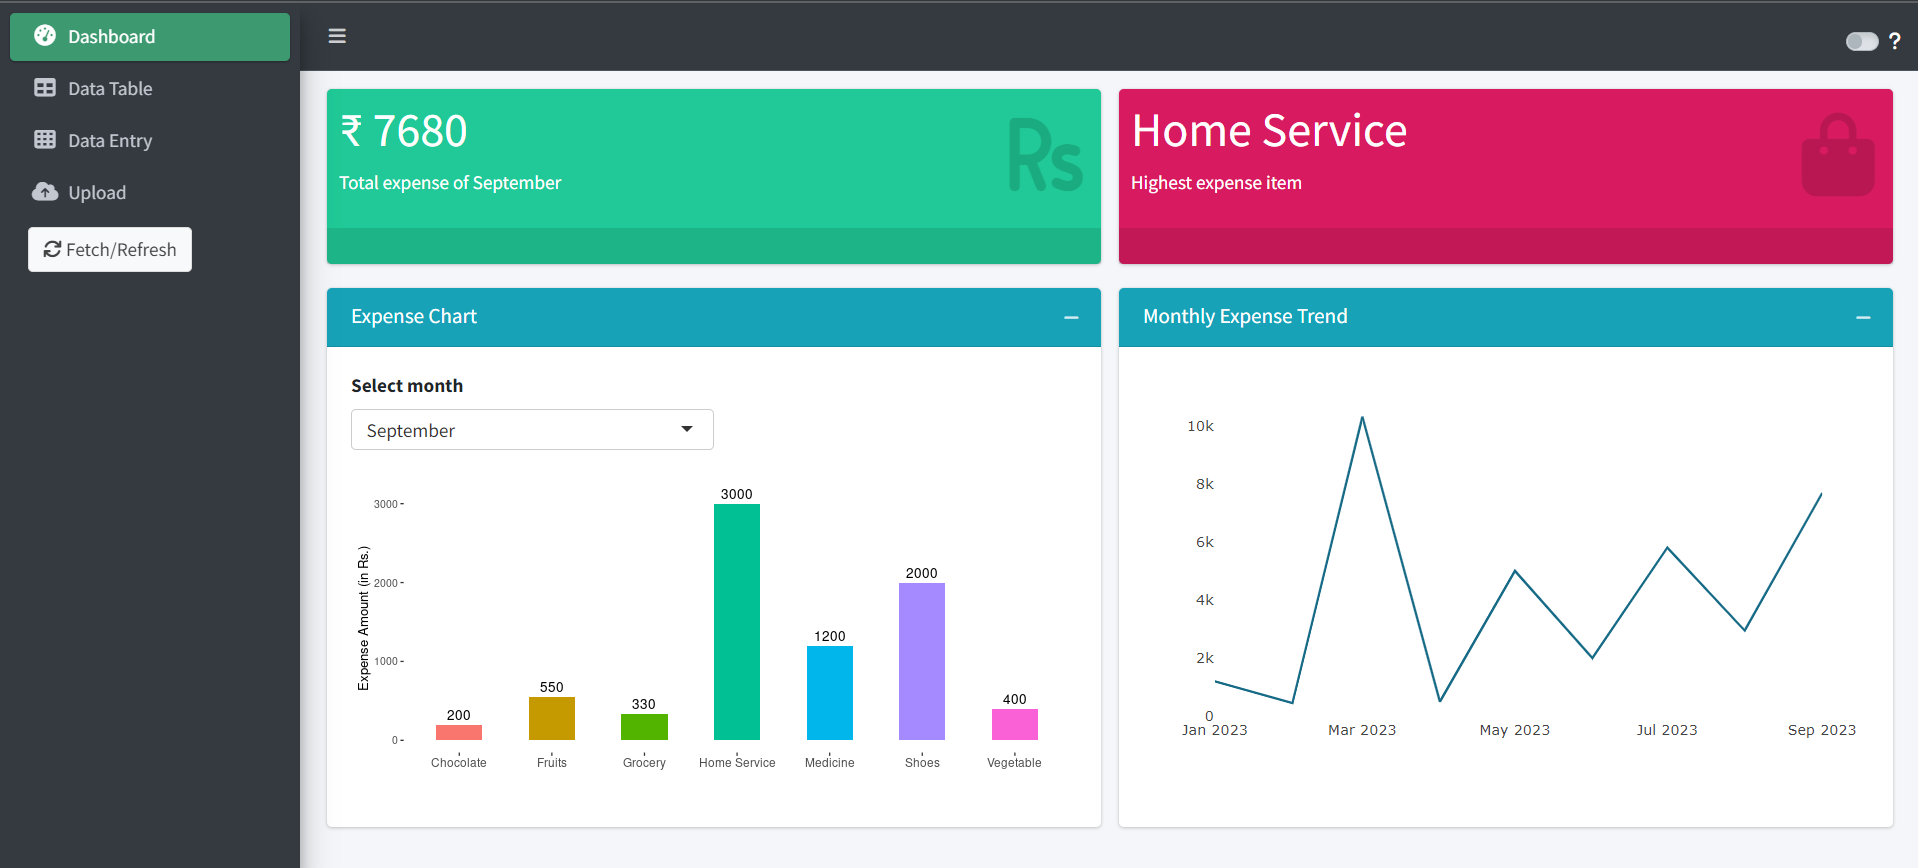 Dashboard
Data Table
Data Entry
Upload
Fetch/Refresh
?
₹ 7680
Total expense of September
Rs
Home Service
Highest expense item
Expense Chart
Select month
September
Expense Amount (in Rs.)
3000
2000
1000
0
200
550
330
3000
1200
2000
400
Chocolate
Fruits
Grocery
Home Service
Medicine
Shoes
Vegetable
Monthly Expense Trend
10k
8k
6k
4k
2k
0
Jan 2023
Mar 2023
May 2023
Jul 2023
Sep 2023